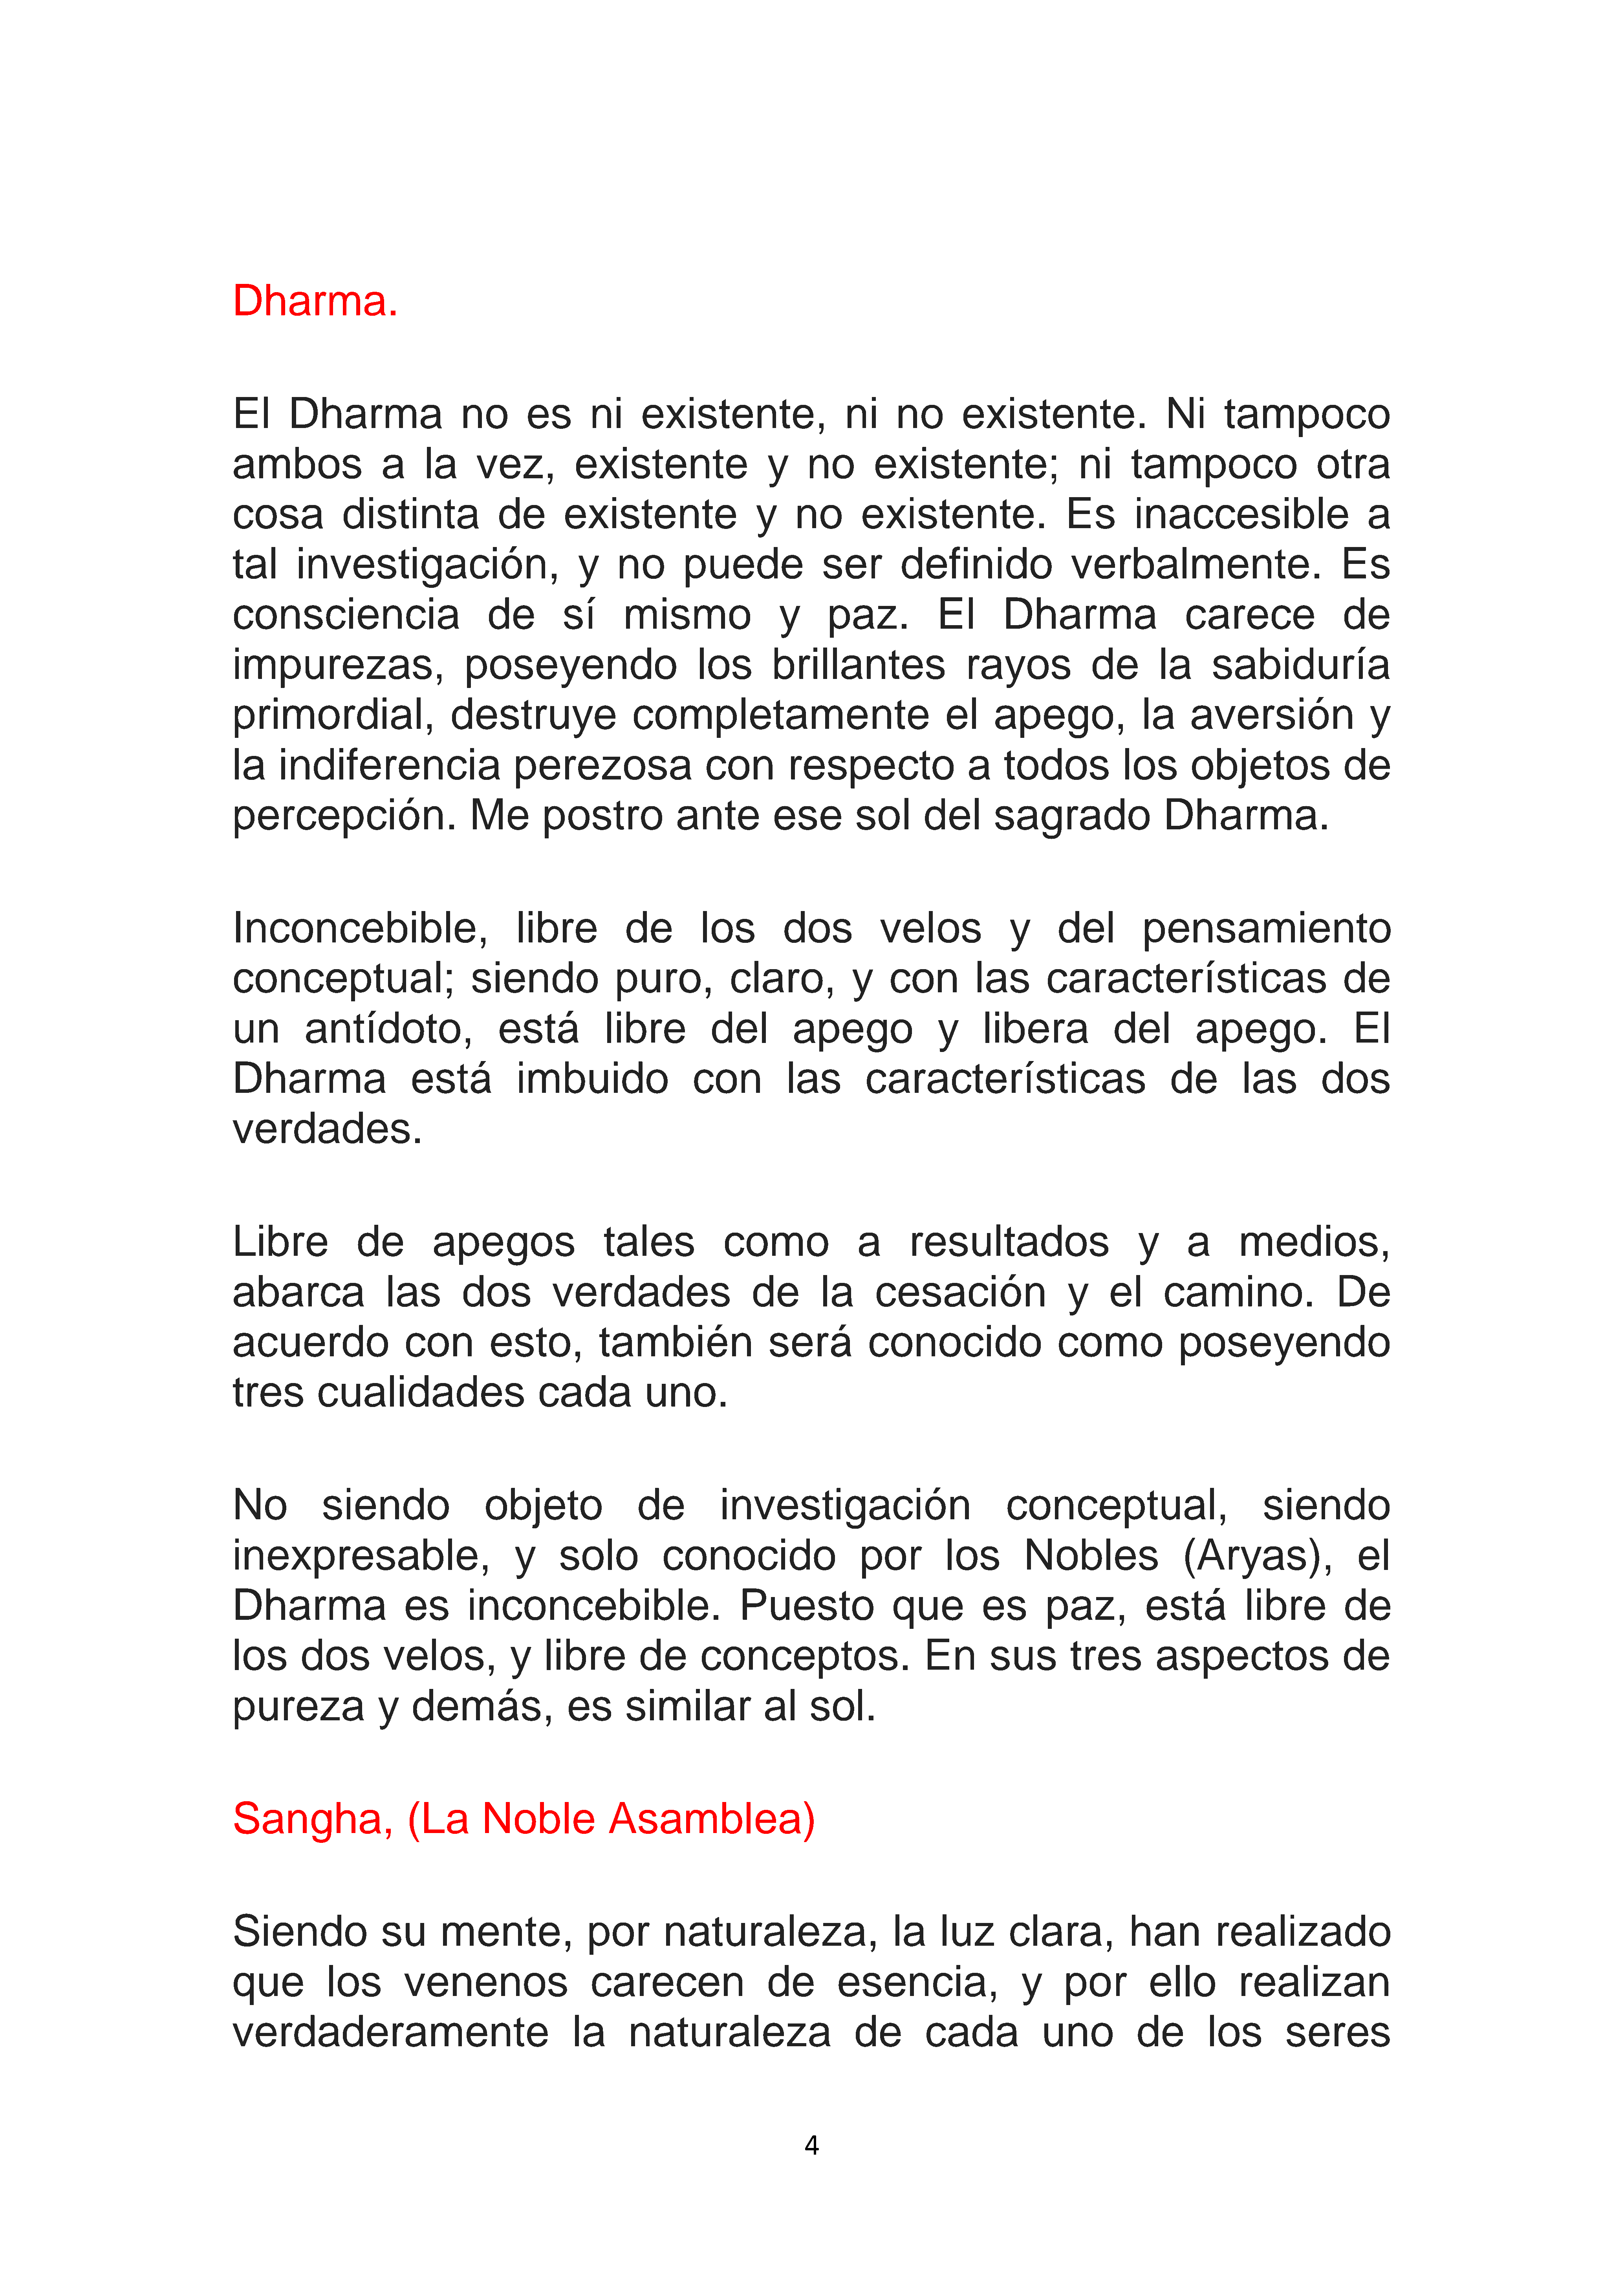 Dharma.
El Dharma no es ni existente, ni no existente. Ni tampoco
ambos a la vez, existente y no existente; ni tampoco otra
cosa distinta de existente y no existente. Es inaccesible a
tal investigación, y no puede ser definido verbalmente. Es
consciencia de sí mismo y paz. El Dharma carece de
impurezas, poseyendo los brillantes rayos de la sabiduría
primordial, destruye completamente el apego, la aversión y
la indiferencia perezosa con respecto a todos los objetos de
percepción. Me postro ante ese sol del sagrado Dharma.
Inconcebible, libre de los dos velos y del pensamiento
conceptual; siendo puro, claro, y con las características de
un antídoto, está libre del apego y libera del apego. El
Dharma está imbuido con las características de las dos
verdades.
Libre de apegos tales como a resultados y a medios,
abarca las dos verdades de la cesación y el camino. De
acuerdo con esto, también será conocido como poseyendo
tres cualidades cada uno.
No siendo objeto de investigación conceptual, siendo
inexpresable, y solo conocido por los Nobles (Aryas), el
Dharma es inconcebible. Puesto que es paz, está libre de
los dos velos, y libre de conceptos. En sus tres aspectos de
pureza y demás, es similar al sol.
Sangha, (La Noble Asamblea)
Siendo su mente, por naturaleza, la luz clara, han realizado
que los venenos carecen de esencia, y por ello realizan
verdaderamente la naturaleza de cada uno de los seres
4